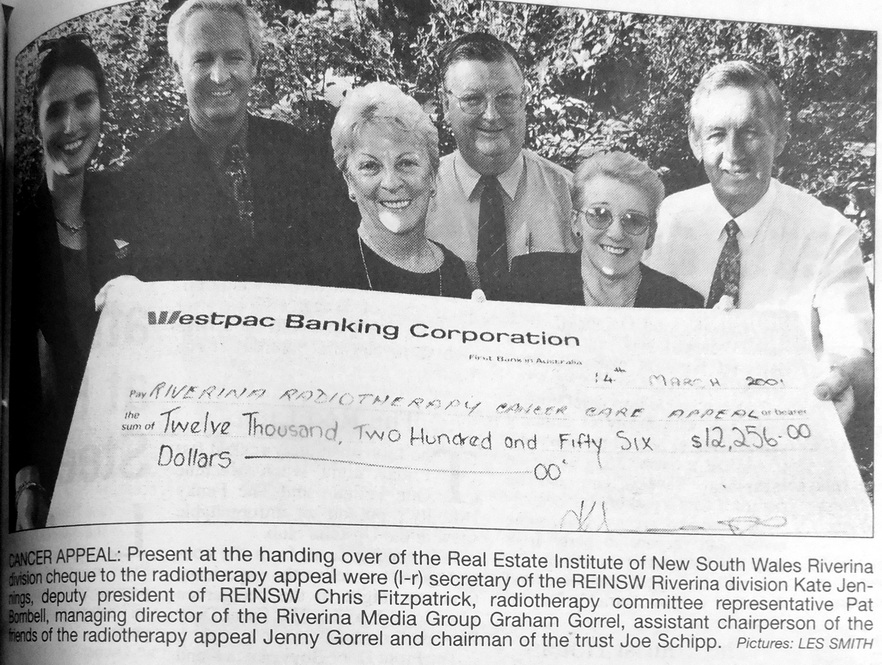 Westpac Banking Corporation
First Bank in Australia
14th MARCH 2001
Pay RIVERINA RADIOTHERAPY CANCER CARE APPEAL or bearer
the
sum of Twelve Thousand, Two Hundred and Fifty Six $12,256.00
Dollars 00c
CANCER APPEAL: Present at the handing over of the Real Estate Institute of New South Wales Riverina
division cheque to the radiotherapy appeal were (l-r) secretary of the REINSW Riverina division Kate Jen-
nings, deputy president of REINSW Chris Fitzpatrick, radiotherapy committee representative Pat
Bombell, managing director of the Riverina Media Group Graham Gorrel, assistant chairperson of the
friends of the radiotherapy appeal Jenny Gorrel and chairman of the trust Joe Schipp. Pictures: LES SMITH